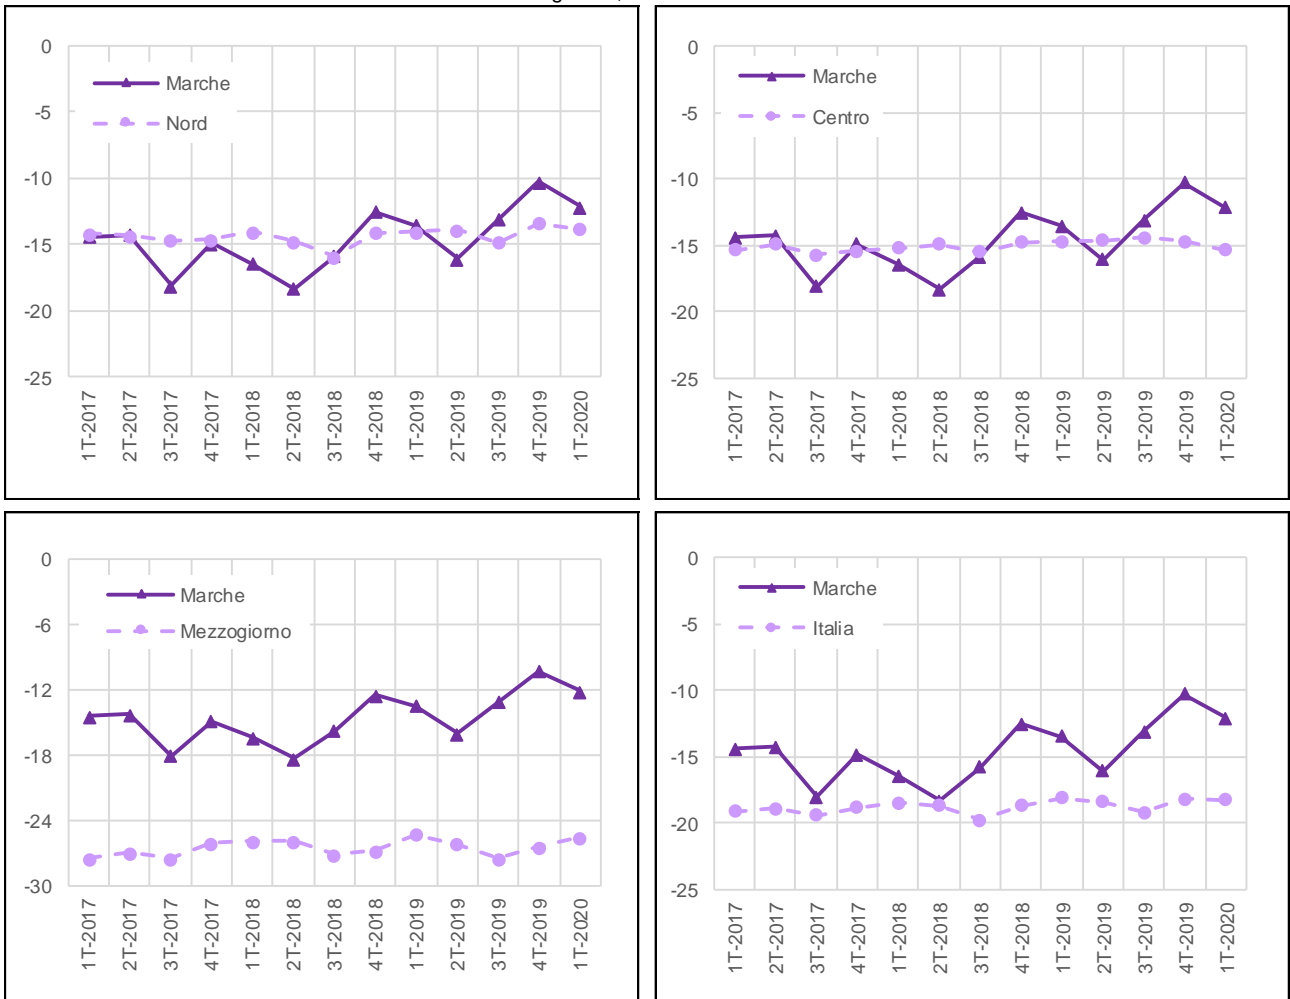 0
-5
-10
-15
-20
-25
Marche
Nord
1T-2017
2T-2017
3T-2017
4T-2017
1T-2018
2T-2018
3T-2018
4T-2018
1T-2019
2T-2019
3T-2019
4T-2019
1T-2020
0
-5
-10
-15
-20
-25
Marche
Centro
1T-2017
2T-2017
3T-2017
4T-2017
1T-2018
2T-2018
3T-2018
4T-2018
1T-2019
2T-2019
3T-2019
4T-2019
1T-2020
0
-6
-12
-18
-24
-30
Marche
Mezzogiorno
1T-2017
2T-2017
3T-2017
4T-2017
1T-2018
2T-2018
3T-2018
4T-2018
1T-2019
2T-2019
3T-2019
4T-2019
1T-2020
0
-5
-10
-15
-20
-25
Marche
Italia
1T-2017
2T-2017
3T-2017
4T-2017
1T-2018
2T-2018
3T-2018
4T-2018
1T-2019
2T-2019
3T-2019
4T-2019
1T-2020